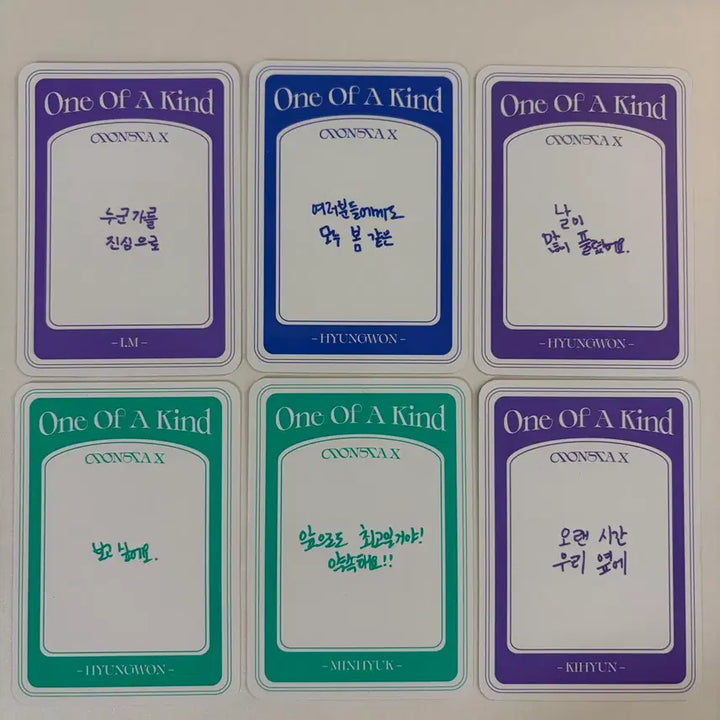 One Of A Kind
MONSTA X
누군가를
진심으로
- I.M -
One Of A Kind
MONSTA X
여러분들에게도
모두 봄 같은
- HYUNGWON -
One Of A Kind
MONSTA X
날이
많이 풀렸어요.
- HYUNGWON -
One Of A Kind
MONSTA X
보고 싶어요.
- HYUNGWON -
One Of A Kind
MONSTA X
앞으로도 최고일거야!
약속해요!!
- MINHYUK -
One Of A Kind
MONSTA X
오랜 시간
우리 옆에
- KIHYUN -